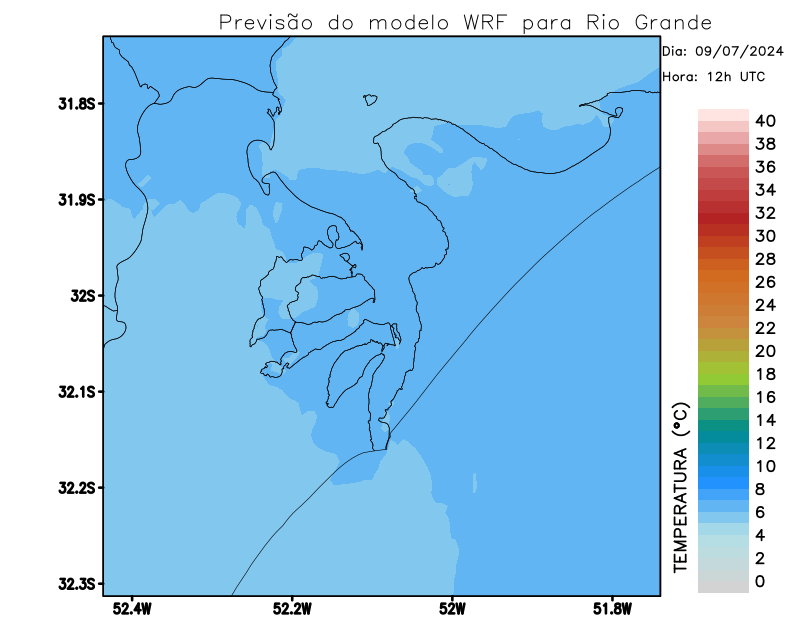 Previsão do modelo WRF para Rio Grande
Dia: 09/07/2024
Hora: 12h UTC
31.8S
31.9S
32S
32.1S
32.2S
32.3S
52.4W
52.2W
52W
51.8W
TEMPERATURA (ºC)
40
38
36
34
32
30
28
26
24
22
20
18
16
14
12
10
8
6
4
2
0